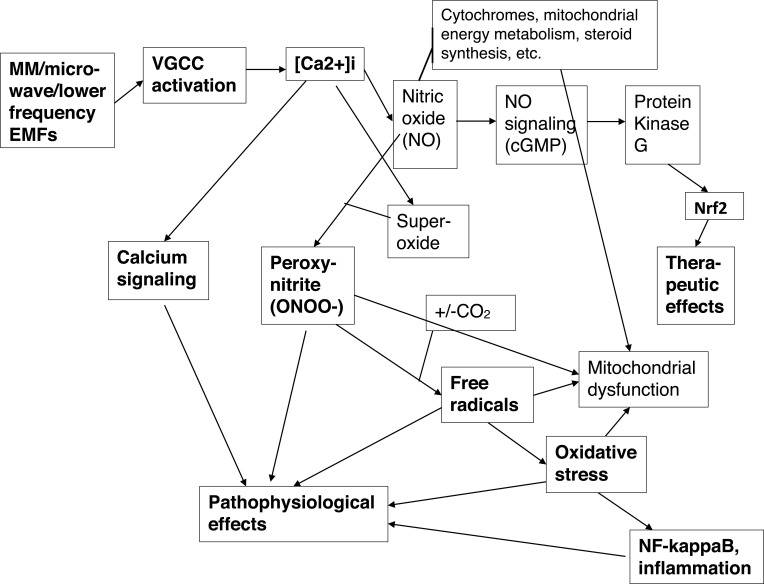 Cytochromes, mitochondrial
energy metabolism, steroid
synthesis, etc.
MM/micro-
wave/lower
frequency
EMFs
VGCC
activation
[Ca2+]i
Nitric
oxide
(NO)
NO
signaling
(cGMP)
Protein
Kinase
G
Nrf2
Super-
oxide
Calcium
signaling
Peroxy-
nitrite
(ONOO-)
Thera-
peutic
effects
+/-CO₂
Mitochondrial
dysfunction
Free
radicals
Oxidative
stress
Pathophysiological
effects
NF-kappaB,
inflammation